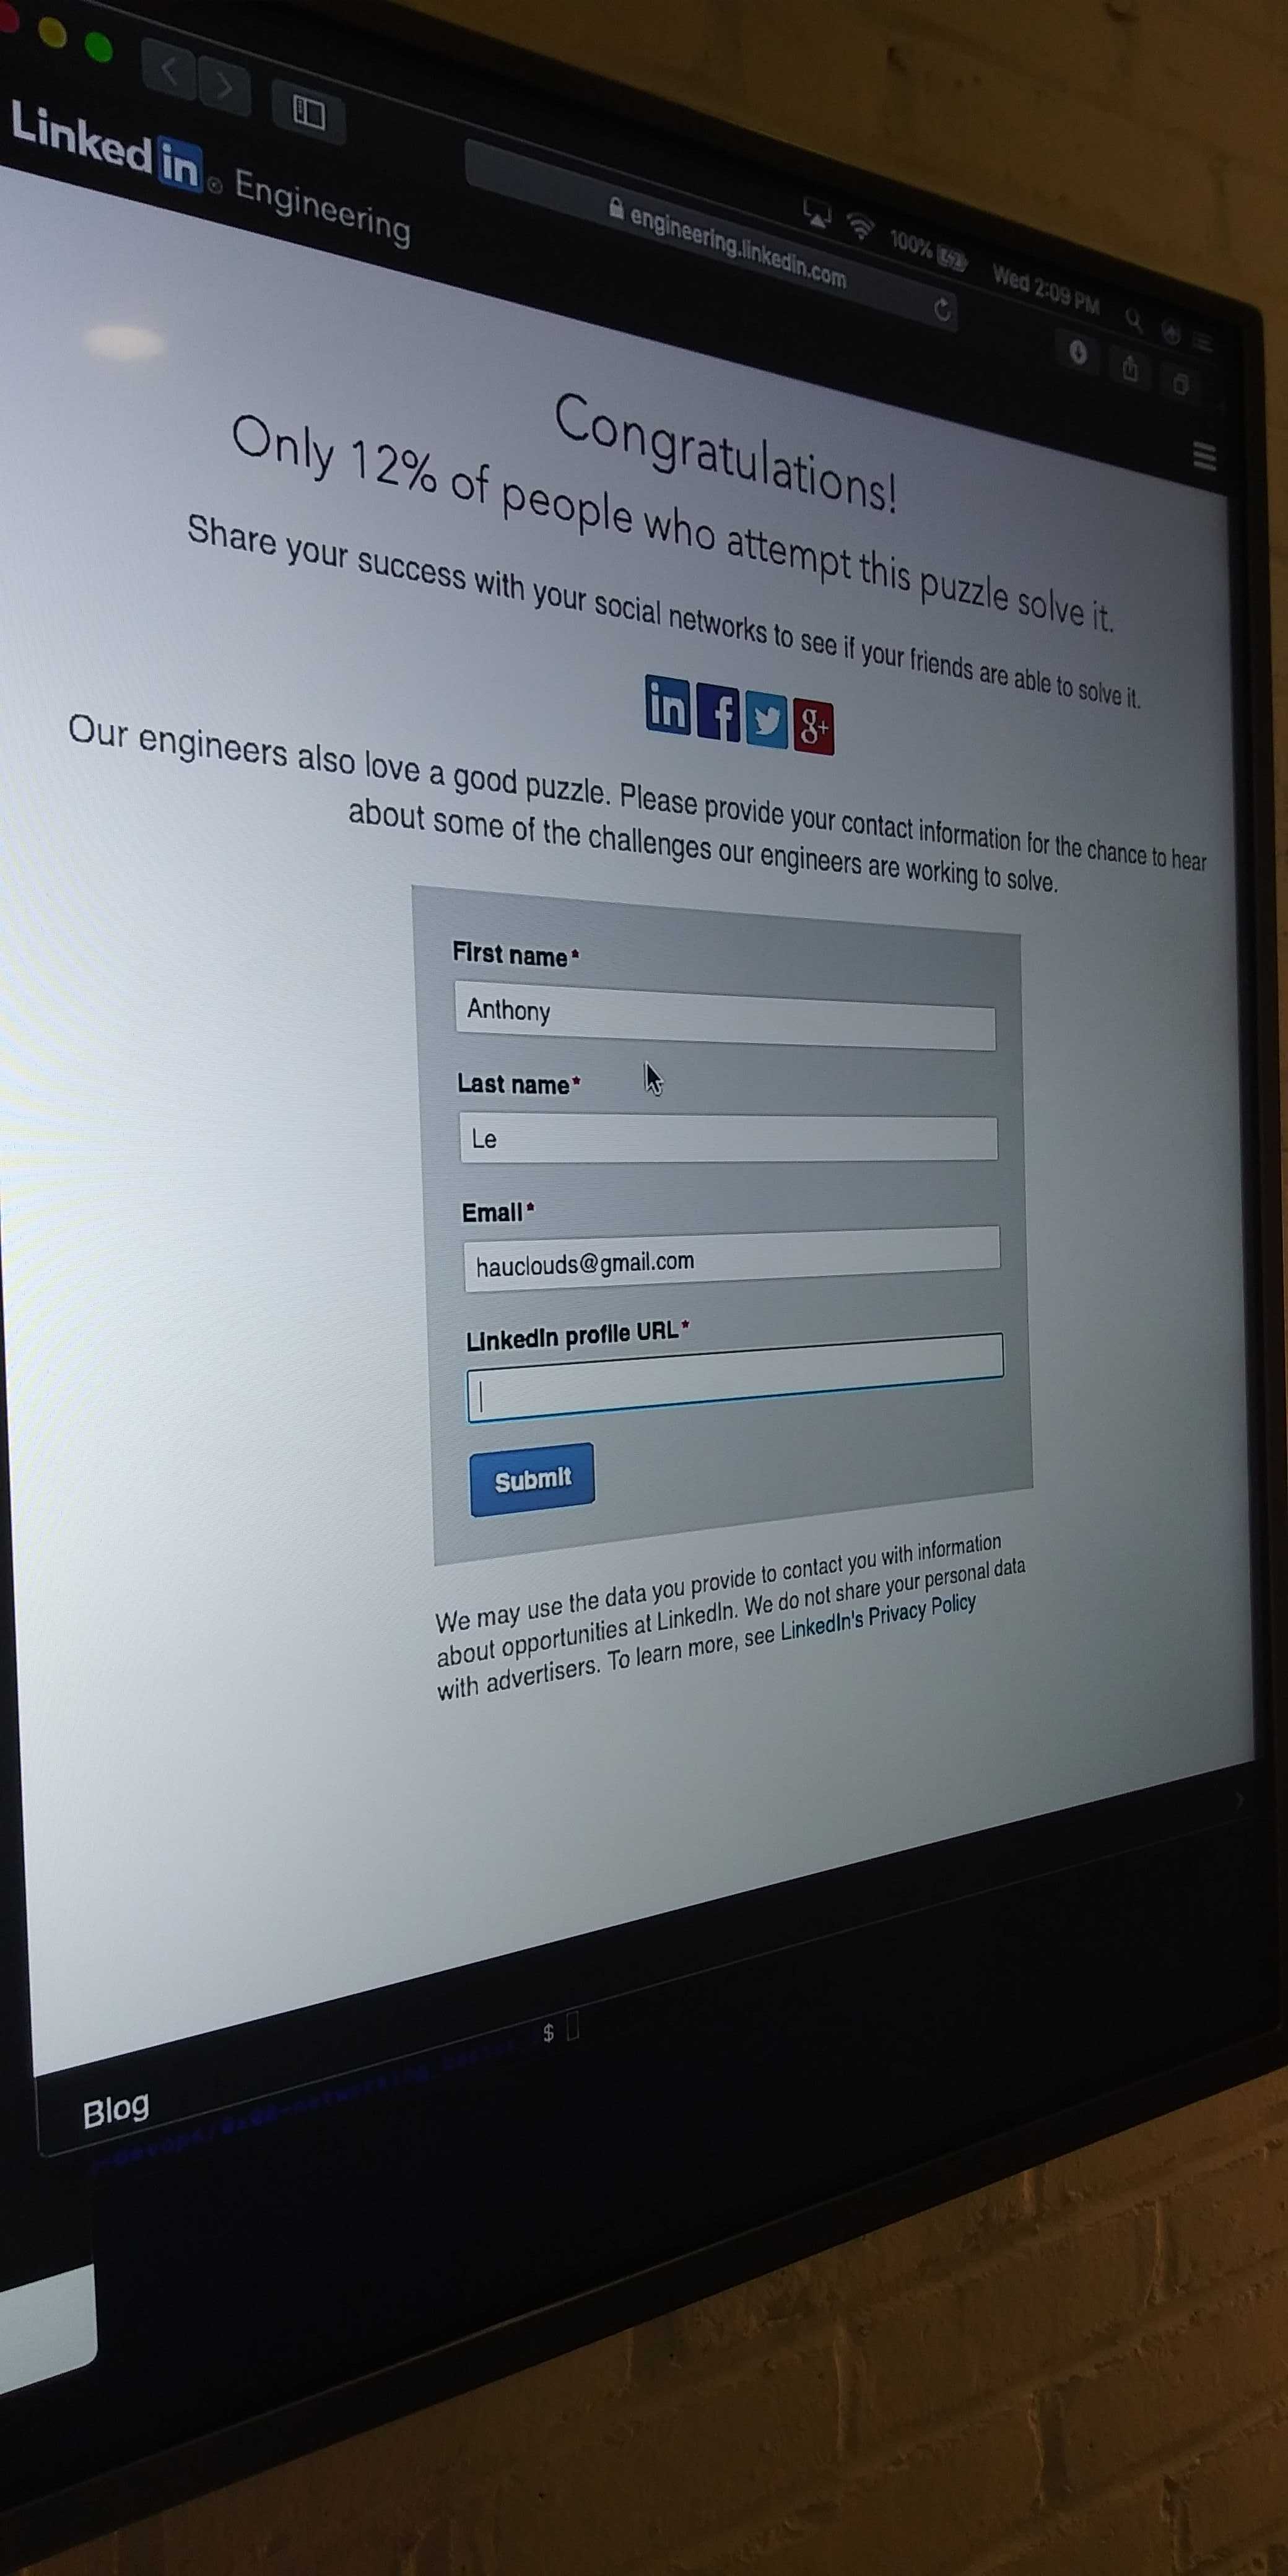 100% Wed 2:09 PM
engineering.linkedin.com
Linked in Engineering
Congratulations!
Only 12% of people who attempt this puzzle solve it.
Share your success with your social networks to see if your friends are able to solve it.
in f g+
Our engineers also love a good puzzle. Please provide your contact information for the chance to hear
about some of the challenges our engineers are working to solve.
First name*
Anthony
Last name*
Le
Email*
hauclouds@gmail.com
LinkedIn profile URL*
Submit
We may use the data you provide to contact you with information
about opportunities at LinkedIn. We do not share your personal data
with advertisers. To learn more, see LinkedIn's Privacy Policy
Blog
$